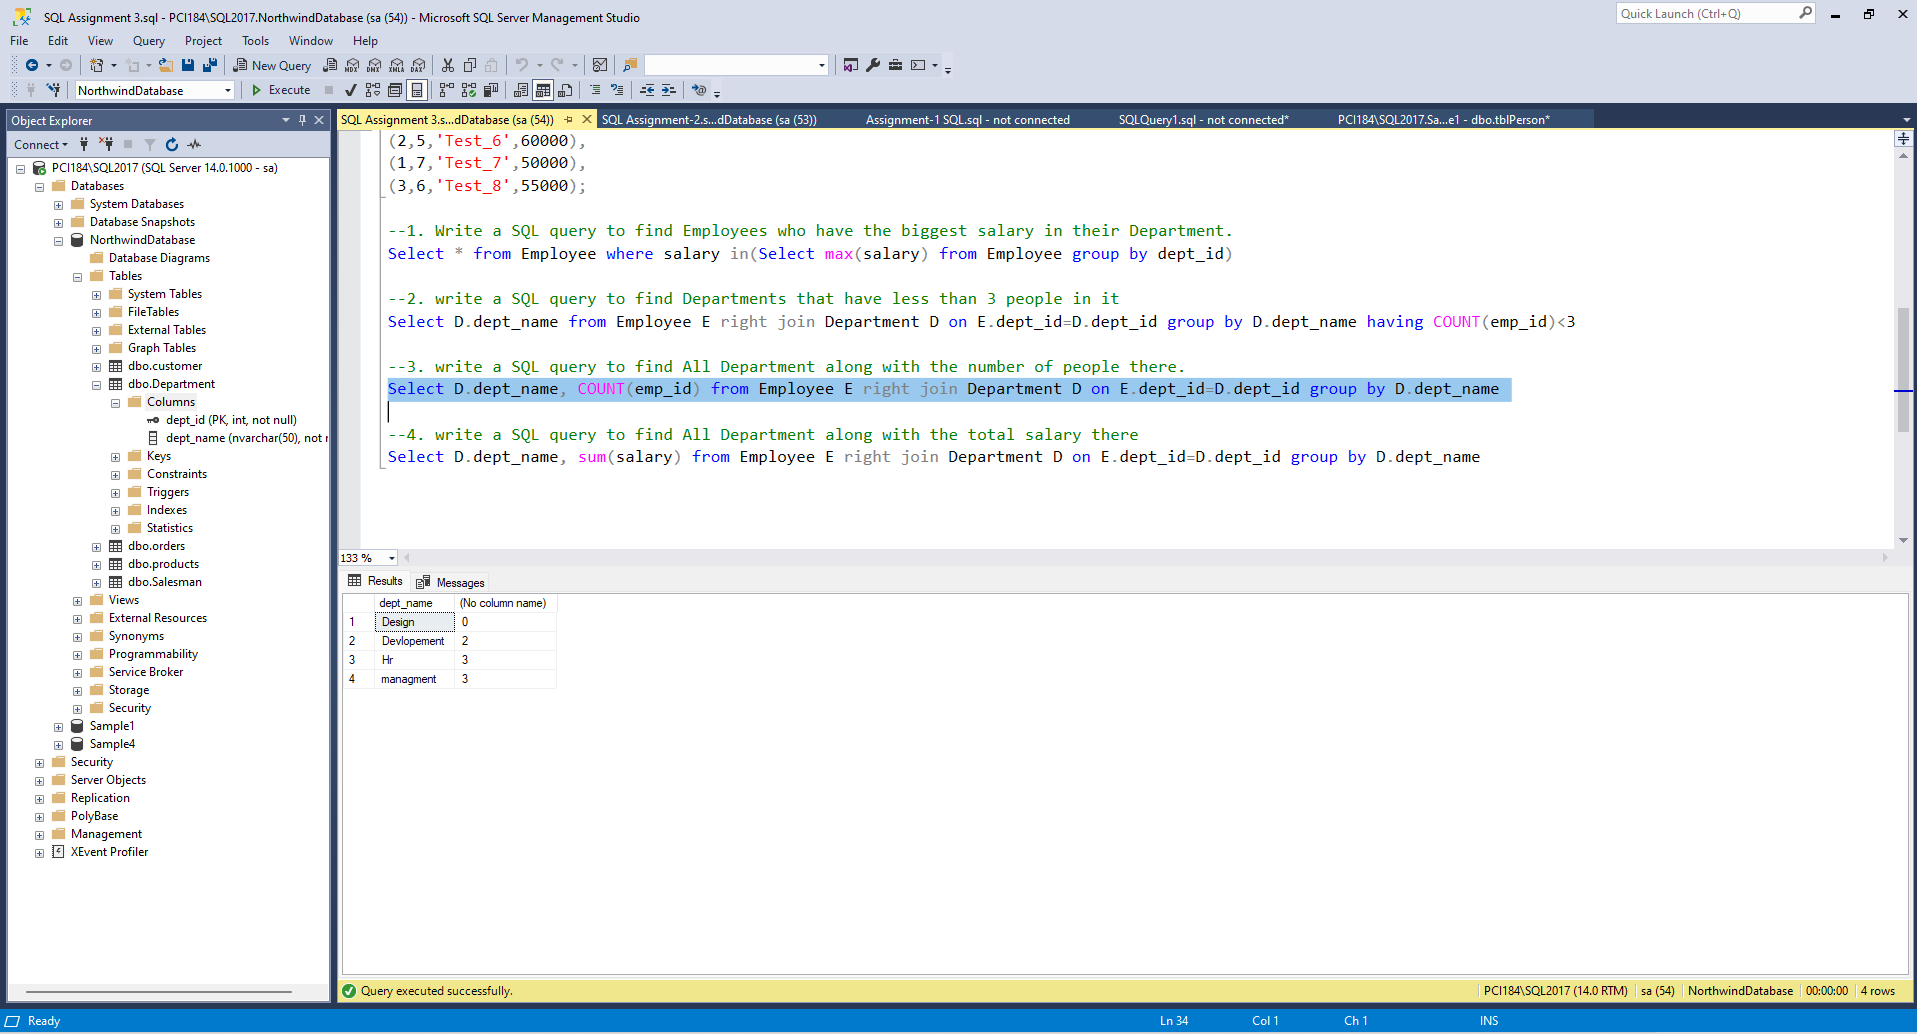 SQL Assignment 3.sql - PCI184\SQL2017.NorthwindDatabase (sa (54)) - Microsoft SQL Server Management Studio
Quick Launch (Ctrl+Q)
File Edit View Query Project Tools Window Help
New Query
MDX DMX XMLA DAX
NorthwindDatabase
Execute
Object Explorer
Connect
PCI184\SQL2017 (SQL Server 14.0.1000 - sa)
Databases
System Databases
Database Snapshots
NorthwindDatabase
Database Diagrams
Tables
System Tables
FileTables
External Tables
Graph Tables
dbo.customer
dbo.Department
Columns
dept_id (PK, int, not null)
dept_name (nvarchar(50), not r
Keys
Constraints
Triggers
Indexes
Statistics
dbo.orders
dbo.products
dbo.Salesman
Views
External Resources
Synonyms
Programmability
Service Broker
Storage
Security
Sample1
Sample4
Security
Server Objects
Replication
PolyBase
Management
XEvent Profiler
SQL Assignment 3.s...dDatabase (sa (54)) SQL Assignment-2.s...dDatabase (sa (53)) Assignment-1 SQL.sql - not connected SQLQuery1.sql - not connected* PCI184\SQL2017.Sa...e1 - dbo.tblPerson*
(2,5,'Test_6',60000),
(1,7,'Test_7',50000),
(3,6,'Test_8',55000);
--1. Write a SQL query to find Employees who have the biggest salary in their Department.
Select * from Employee where salary in(Select max(salary) from Employee group by dept_id)
--2. write a SQL query to find Departments that have less than 3 people in it
Select D.dept_name from Employee E right join Department D on E.dept_id=D.dept_id group by D.dept_name having COUNT(emp_id)<3
--3. write a SQL query to find All Department along with the number of people there.
Select D.dept_name, COUNT(emp_id) from Employee E right join Department D on E.dept_id=D.dept_id group by D.dept_name
--4. write a SQL query to find All Department along with the total salary there
Select D.dept_name, sum(salary) from Employee E right join Department D on E.dept_id=D.dept_id group by D.dept_name
133 %
Results Messages
dept_name (No column name)
1 Design 0
2 Devlopement 2
3 Hr 3
4 managment 3
Query executed successfully.
PCI184\SQL2017 (14.0 RTM) sa (54) NorthwindDatabase 00:00:00 4 rows
Ready
Ln 34 Col 1 Ch 1 INS